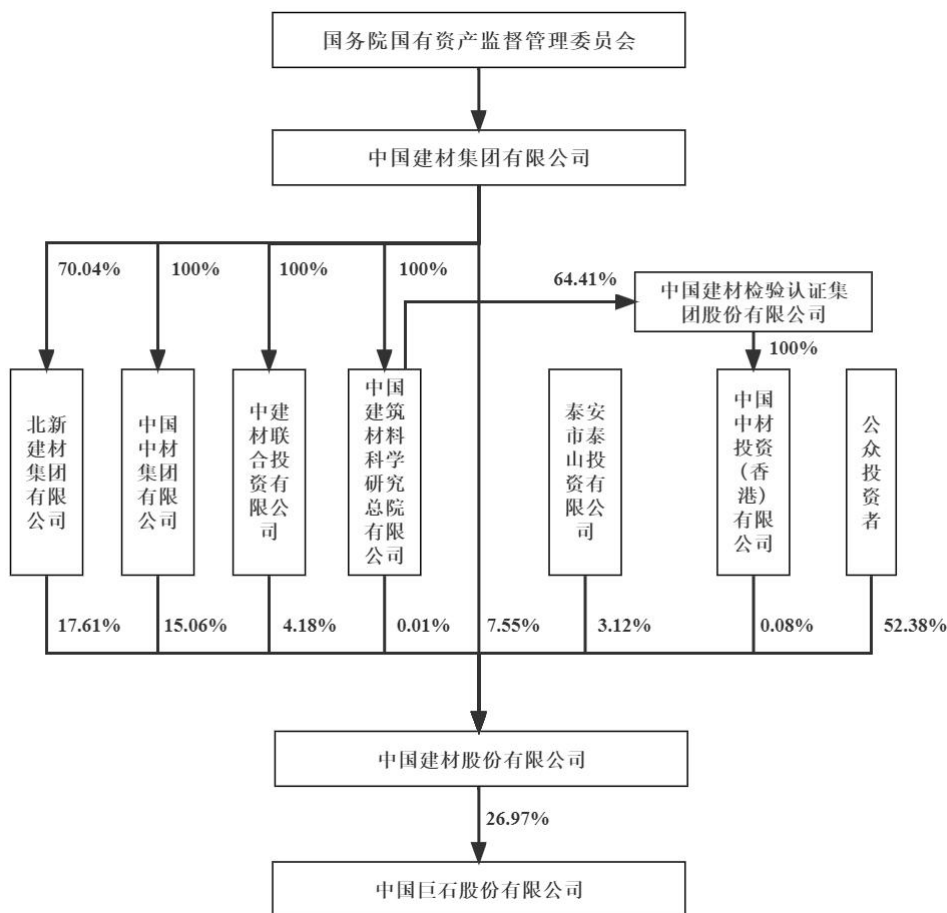 国务院国有资产监督管理委员会
中国建材集团有限公司
70.04%
100%
100%
100%
64.41%
中国建材检验认证集
团股份有限公司
100%
北新
建材
集团
有限
公司
中国
中材
集团
有限
公司
中建
材联
合投
资有
限公
司
中国
建筑
材料
科学
研究
总院
有限
公司
泰安
市泰
山投
资有
限公
司
中国
中材
投资
(香
港)
有限
公司
公
众
投
资
者
17.61%
15.06%
4.18%
0.01%
7.55%
3.12%
0.08%
52.38%
中国建材股份有限公司
26.97%
中国巨石股份有限公司